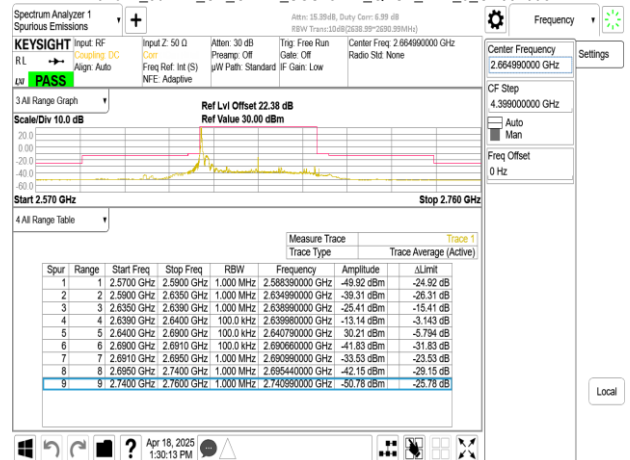 Spectrum Analyzer 1
Spurious Emissions
Attn: 15.39dB, Duty Corr: 6.99 dB
RBW Trans:10dB(2638.99~2690.99MHz)
Frequency
KEYSIGHT
RL
PASS
Input: RF
Coupling: DC
Align: Auto
Input Z: 50 Ω
Corr
Freq Ref: Int (S)
NFE: Adaptive
Atten: 30 dB
Preamp: Off
µW Path: Standard
Trig: Free Run
Gate: Off
IF Gain: Low
Center Freq: 2.664990000 GHz
Radio Std: None
Center Frequency
2.664990000 GHz
Settings
CF Step
4.399000000 GHz
Auto
Man
Freq Offset
0 Hz
3 All Range Graph
Scale/Div 10.0 dB
Ref Lvl Offset 22.38 dB
Ref Value 30.00 dBm
20.0
0.00
-20.0
-40.0
-60.0
Start 2.570 GHz
Stop 2.760 GHz
4 All Range Table
Measure Trace Trace 1
Trace Type Trace Average (Active)
Spur Range Start Freq Stop Freq RBW Frequency Amplitude ΔLimit
1 1 2.5700 GHz 2.5900 GHz 1.000 MHz 2.588390000 GHz -49.92 dBm -24.92 dB
2 2 2.5900 GHz 2.6350 GHz 1.000 MHz 2.634990000 GHz -39.31 dBm -26.31 dB
3 3 2.6350 GHz 2.6390 GHz 1.000 MHz 2.638990000 GHz -25.41 dBm -15.41 dB
4 4 2.6390 GHz 2.6400 GHz 100.0 kHz 2.639980000 GHz -13.14 dBm -3.143 dB
5 5 2.6400 GHz 2.6900 GHz 100.0 kHz 2.640790000 GHz 30.21 dBm -5.794 dB
6 6 2.6900 GHz 2.6910 GHz 100.0 kHz 2.690660000 GHz -41.83 dBm -31.83 dB
7 7 2.6910 GHz 2.6950 GHz 1.000 MHz 2.690990000 GHz -33.53 dBm -23.53 dB
8 8 2.6950 GHz 2.7400 GHz 1.000 MHz 2.695440000 GHz -42.15 dBm -29.15 dB
9 9 2.7400 GHz 2.7600 GHz 1.000 MHz 2.740990000 GHz -50.78 dBm -25.78 dB
Local
Apr 18, 2025
1:30:13 PM